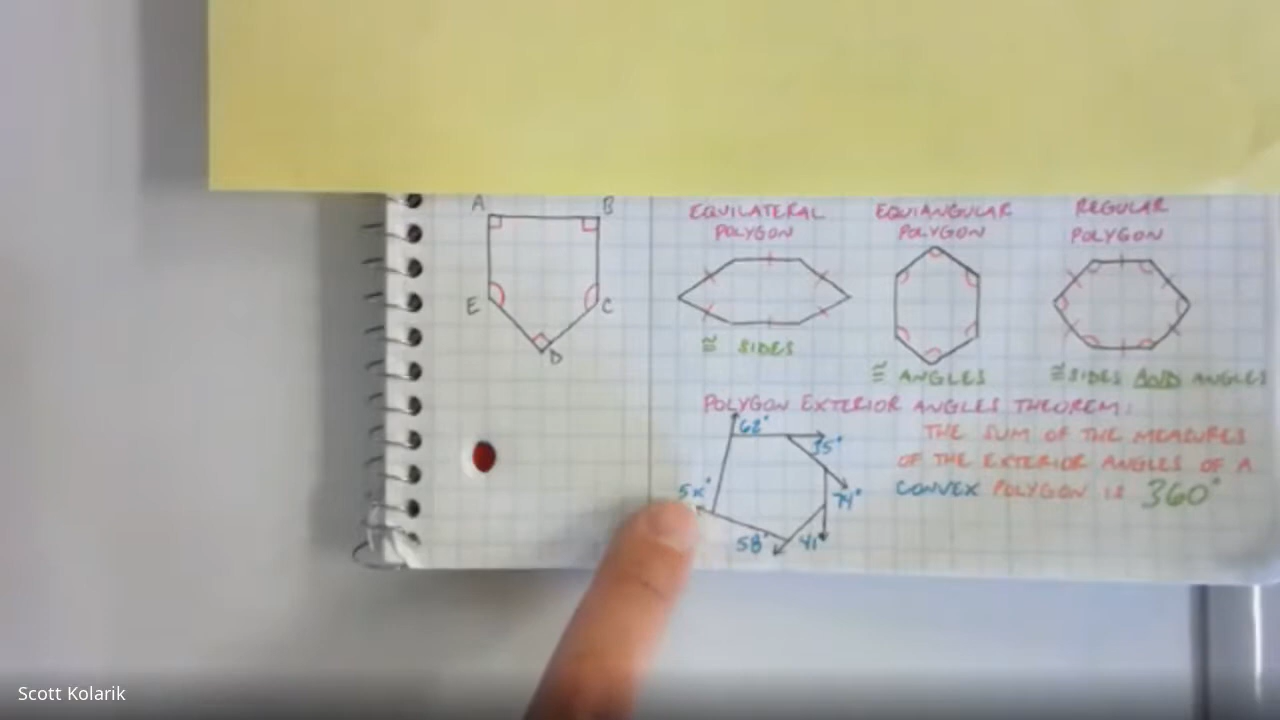 A B
E C
D
EQUILATERAL
POLYGON
≅ SIDES
EQUIANGULAR
POLYGON
≅ ANGLES
REGULAR
POLYGON
≅ SIDES AND ANGLES
POLYGON EXTERIOR ANGLES THEOREM:
THE SUM OF THE MEASURES
OF THE EXTERIOR ANGLES OF A
CONVEX POLYGON IS 360°
62°
35°
5x°
74°
58°
41°
Scott Kolarik